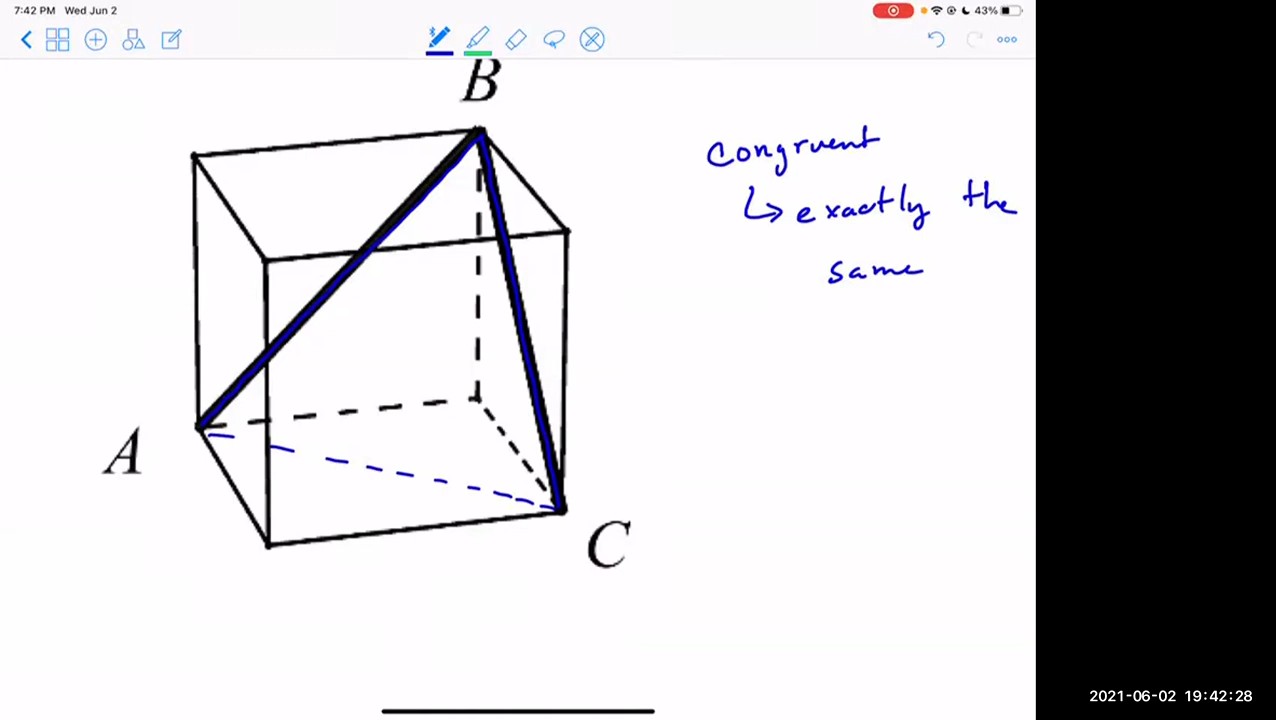 7:42 PM Wed Jun 2
43%
B
congruent
↳ exactly the
same
A
C
2021-06-02 19:42:28